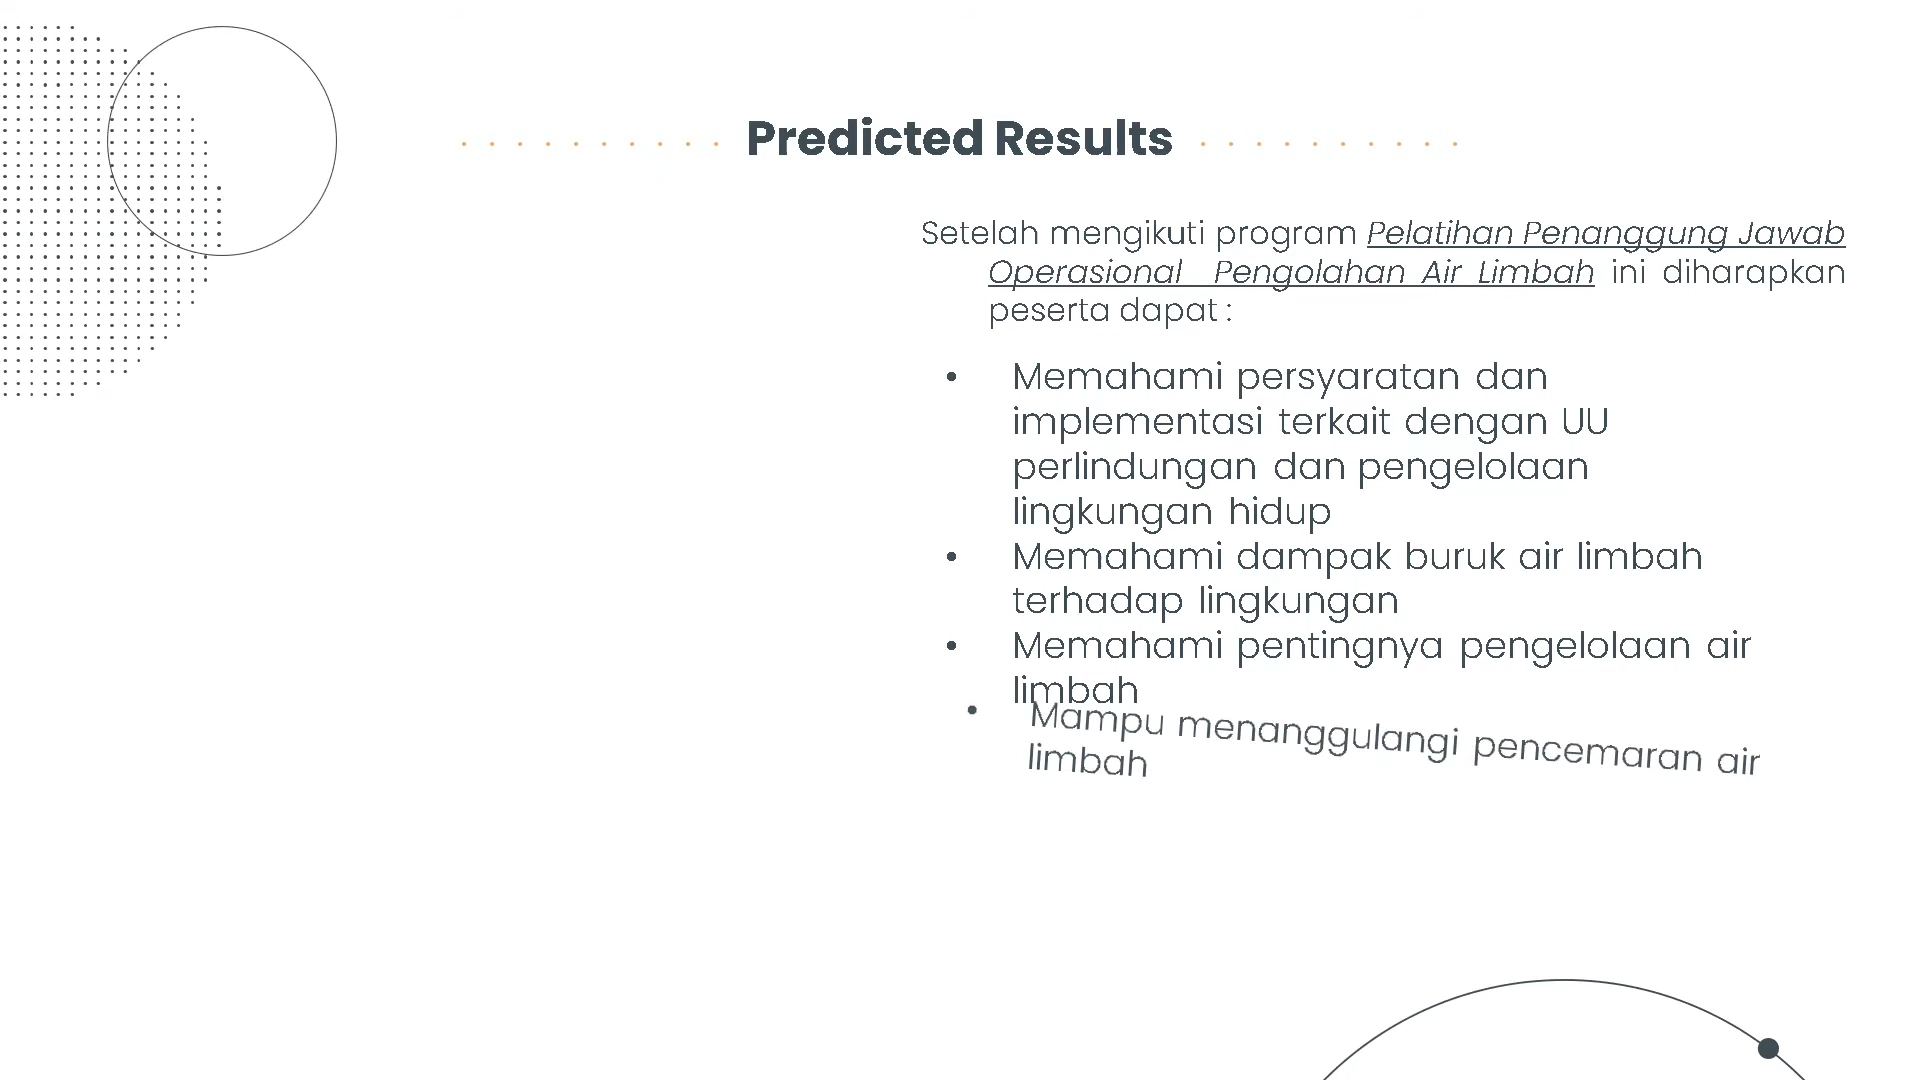 Predicted Results
Setelah mengikuti program Pelatihan Penanggung Jawab
Operasional Pengolahan Air Limbah ini diharapkan
peserta dapat :
• Memahami persyaratan dan
implementasi terkait dengan UU
perlindungan dan pengelolaan
lingkungan hidup
• Memahami dampak buruk air limbah
terhadap lingkungan
• Memahami pentingnya pengelolaan air
limbah
• Mampu menanggulangi pencemaran air
limbah